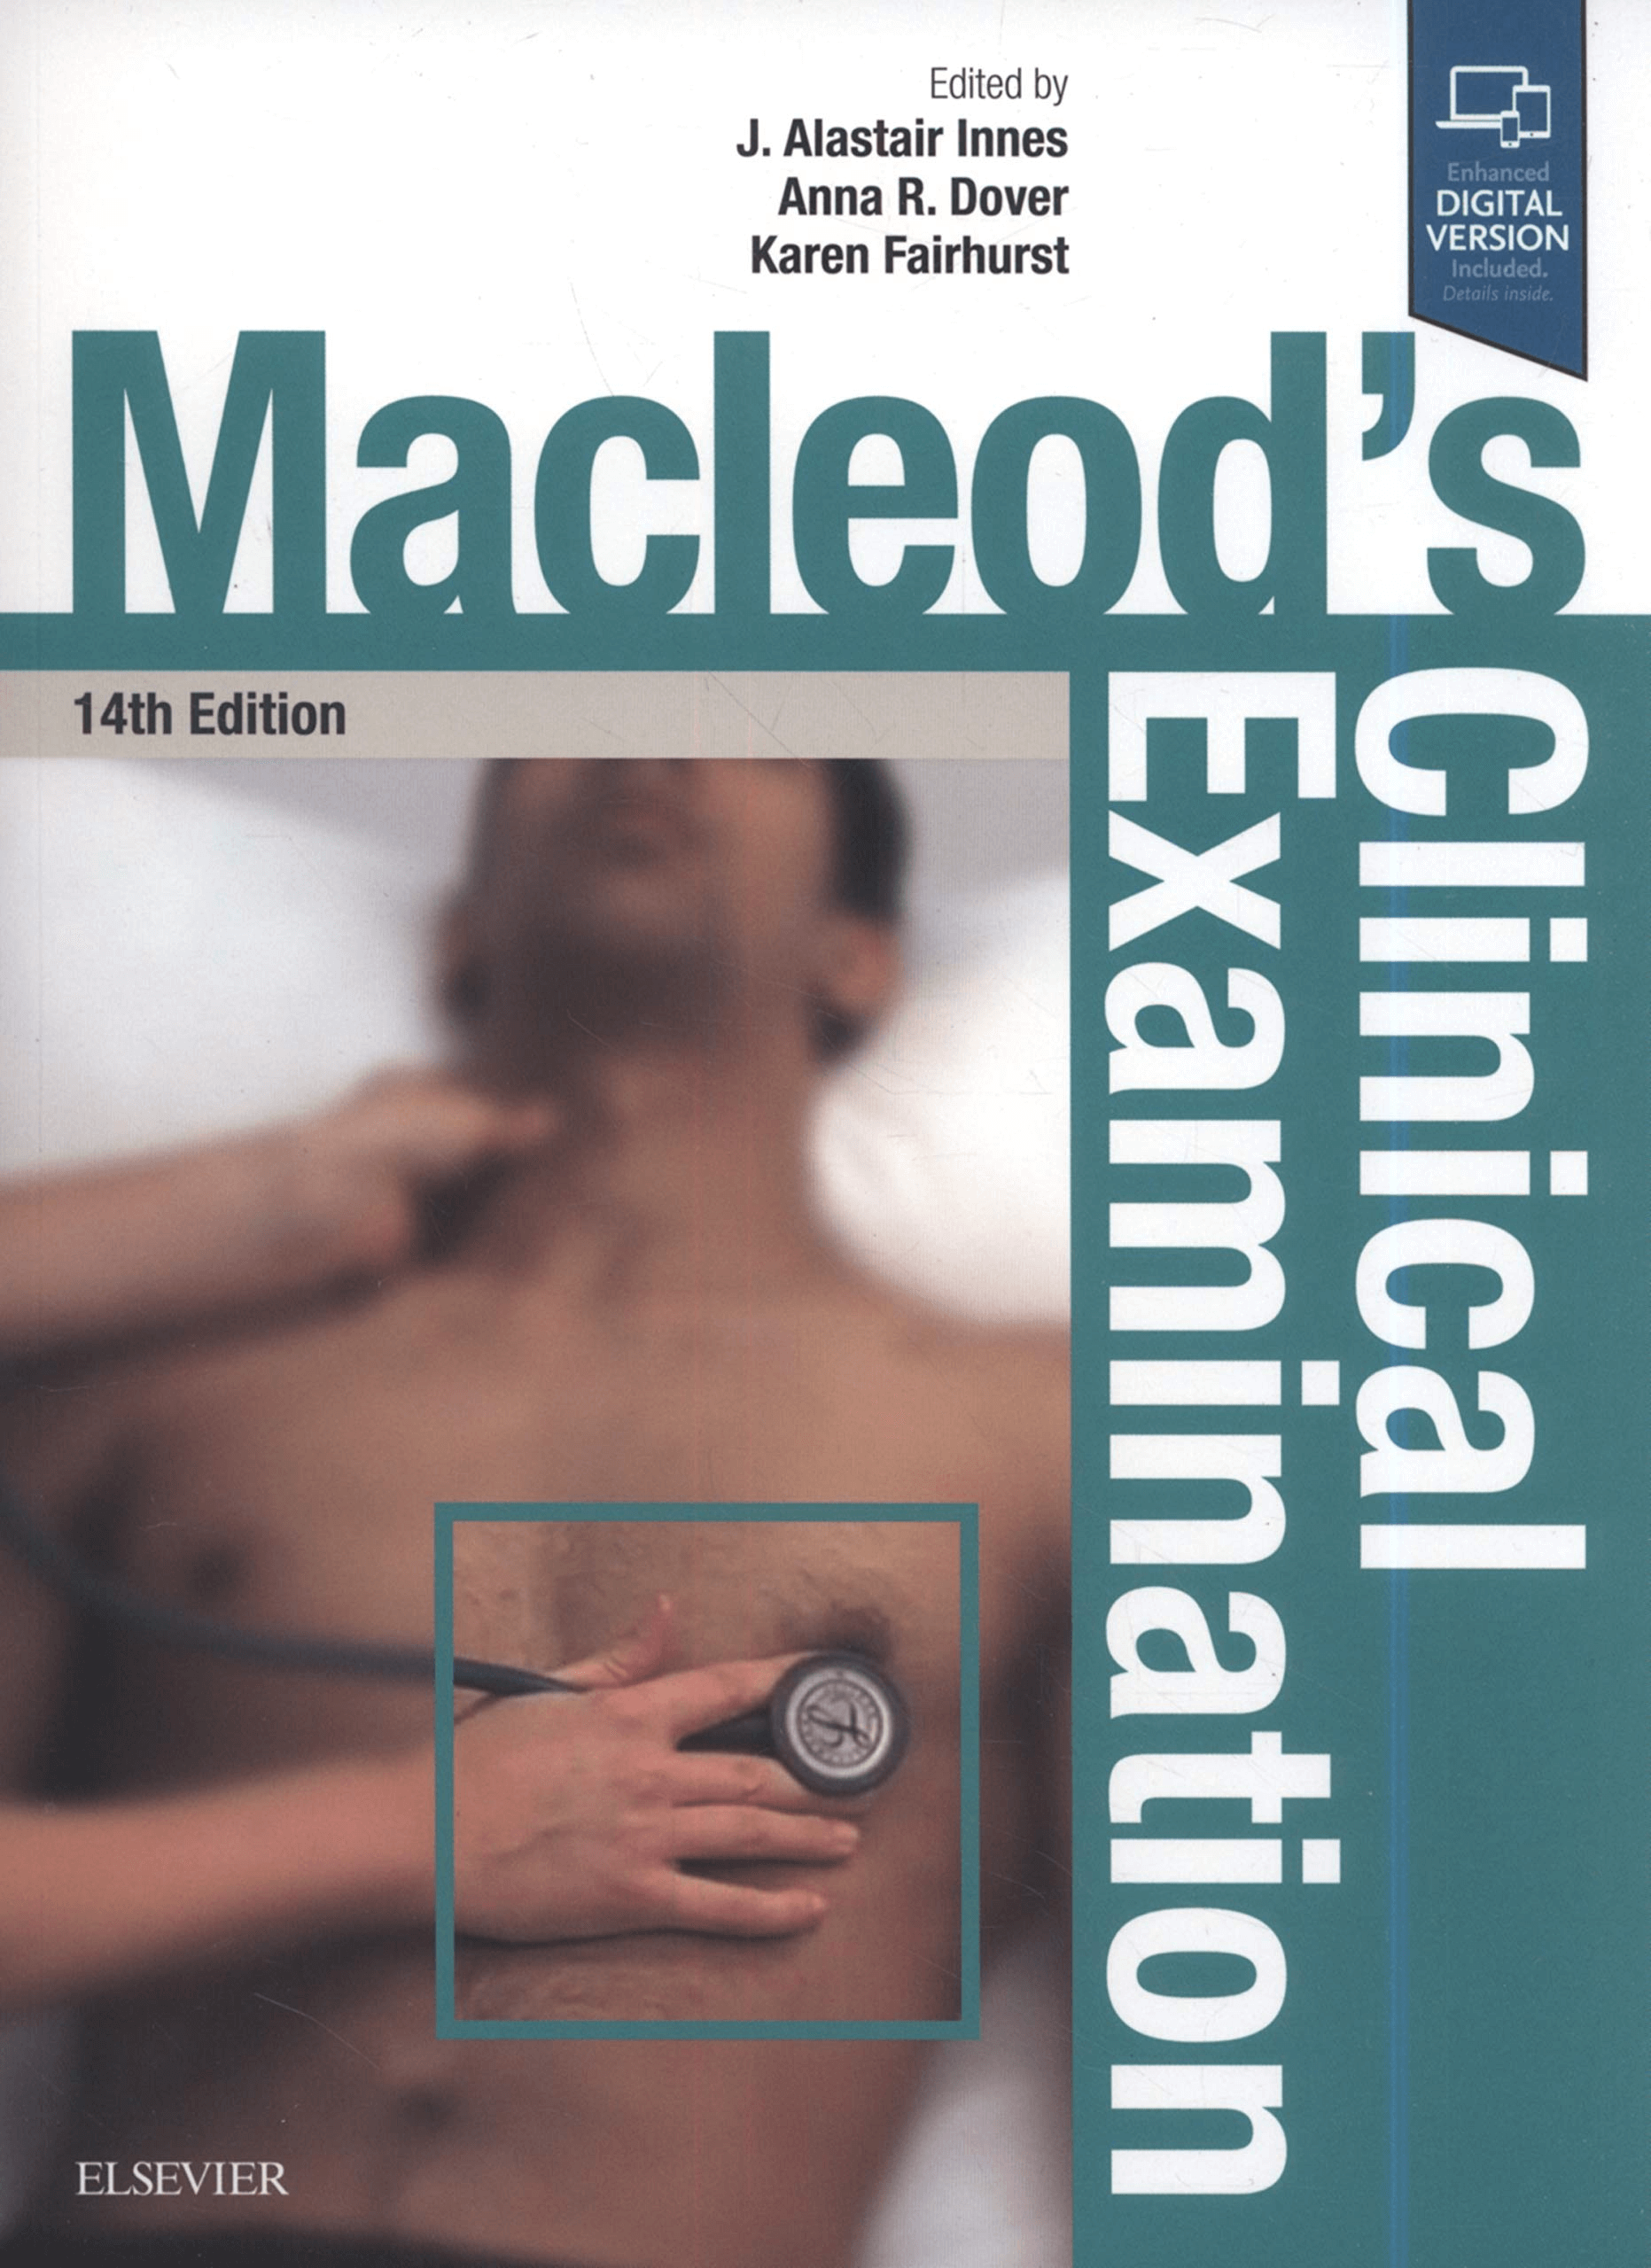 Edited by
J. Alastair Innes
Anna R. Dover
Karen Fairhurst
Enhanced
DIGITAL
VERSION
Included.
Details inside.
Macleod's
Clinical
Examination
14th Edition
ELSEVIER